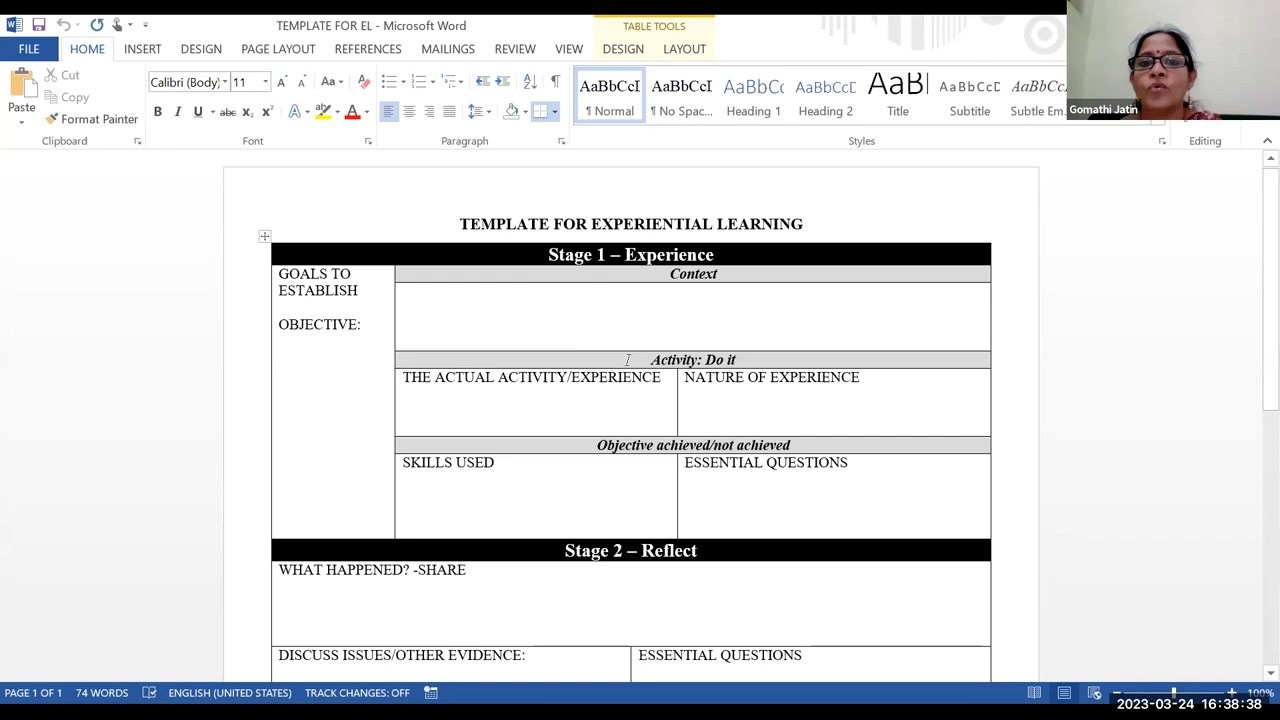 TEMPLATE FOR EL - Microsoft Word
TABLE TOOLS
FILE HOME INSERT DESIGN PAGE LAYOUT REFERENCES MAILINGS REVIEW VIEW DESIGN LAYOUT
Gomathi Jatin
Paste
Cut
Copy
Format Painter
Calibri (Body) 11
AaBbCcI AaBbCcI AaBbCc AaBbCcD AaB AaBbCcD AaBbCcD
¶ Normal ¶ No Spac... Heading 1 Heading 2 Title Subtitle Subtle Em...
Clipboard Font Paragraph Styles Editing
TEMPLATE FOR EXPERIENTIAL LEARNING
Stage 1 – Experience
GOALS TO
ESTABLISH
OBJECTIVE:
Context
Activity: Do it
THE ACTUAL ACTIVITY/EXPERIENCE
NATURE OF EXPERIENCE
Objective achieved/not achieved
SKILLS USED
ESSENTIAL QUESTIONS
Stage 2 – Reflect
WHAT HAPPENED? -SHARE
DISCUSS ISSUES/OTHER EVIDENCE:
ESSENTIAL QUESTIONS
PAGE 1 OF 1 74 WORDS ENGLISH (UNITED STATES) TRACK CHANGES: OFF 100%
2023-03-24 16:38:38